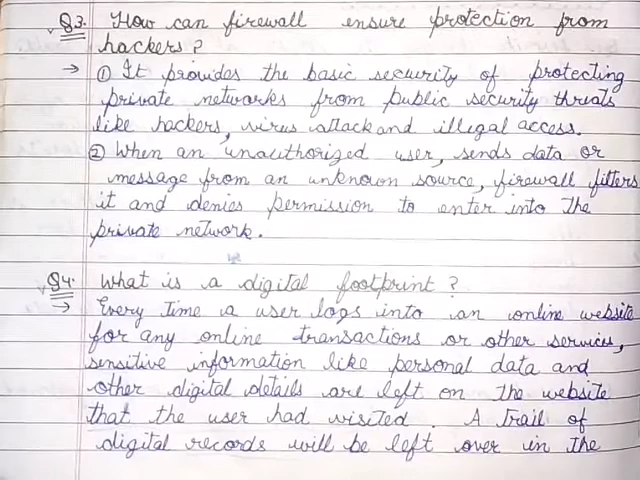 Q3. How can firewall ensure protection from
hackers?
→ ① It provides the basic security of protecting
private networks from public security threats
like hackers, virus attack and illegal access.
② When an unauthorized user, sends data or
message from an unknown source, firewall filters
it and denies permission to enter into the
private network.
Q4. What is a digital footprint?
→ Every time a user logs into an online website
for any online transactions or other services,
sensitive information like personal data and
other digital details are left on the website
that the user had visited. A trail of
digital records will be left over in the